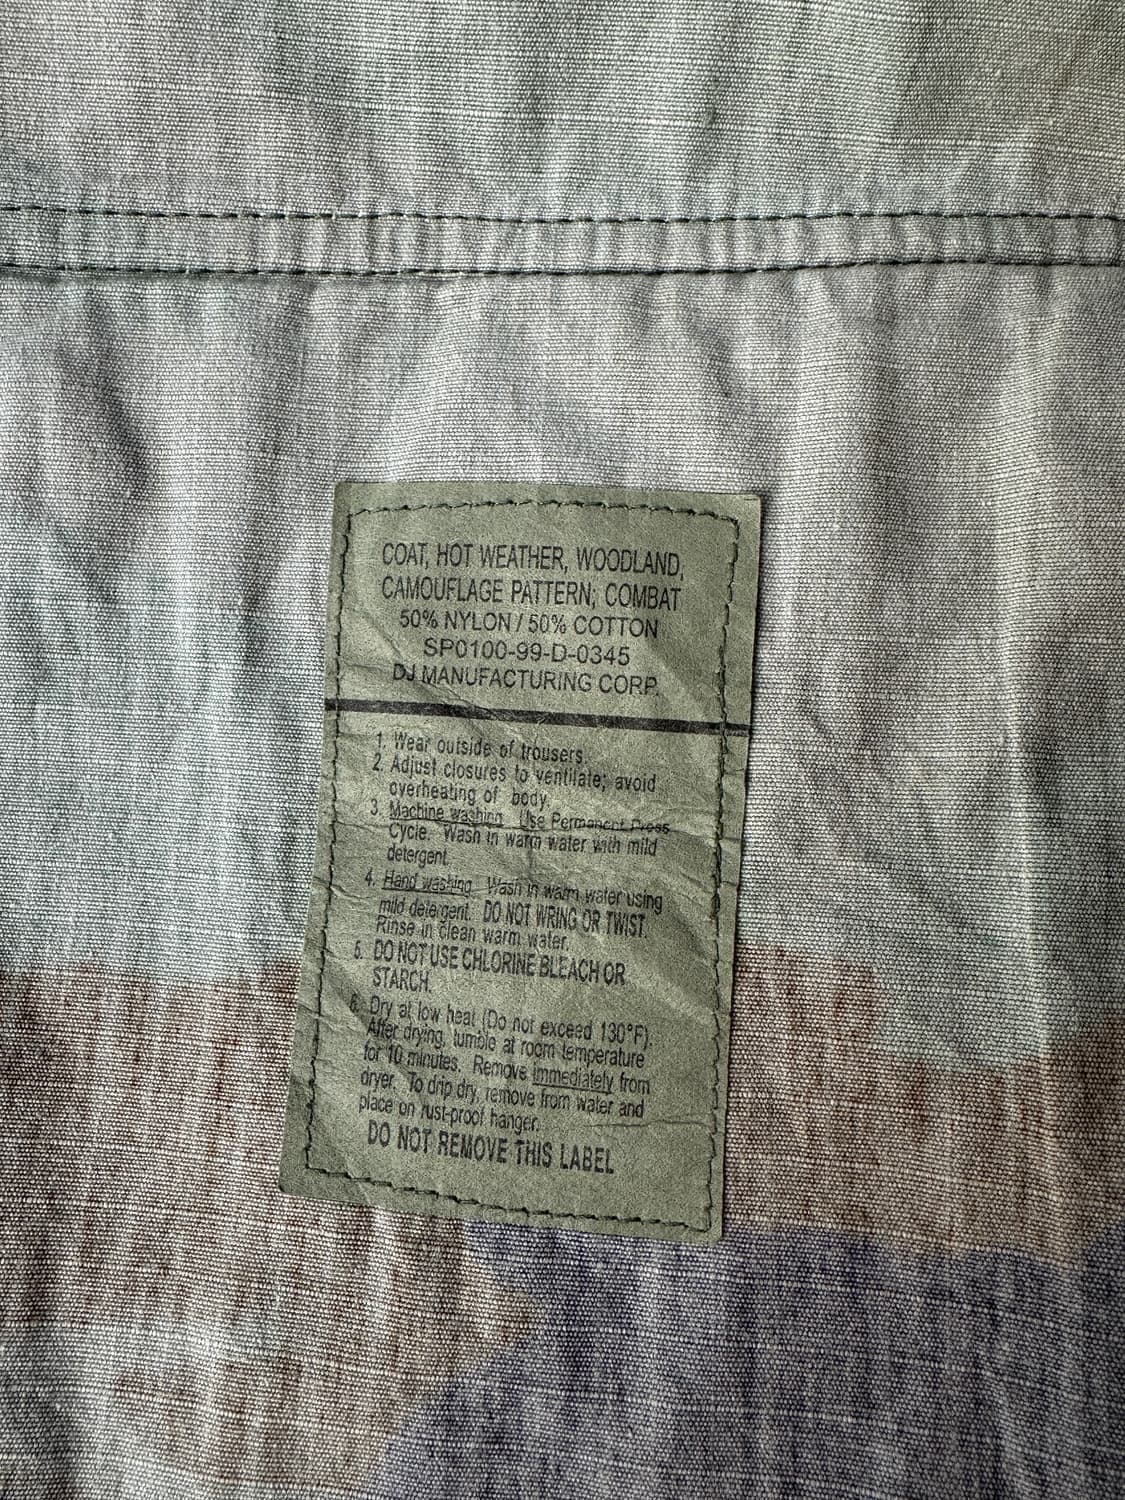 COAT, HOT WEATHER, WOODLAND,
CAMOUFLAGE PATTERN; COMBAT
50% NYLON / 50% COTTON
SP0100-99-D-0345
DJ MANUFACTURING CORP.
1. Wear outside of trousers.
2. Adjust closures to ventilate; avoid
overheating of body.
3. Machine washing. Use Permanent Press
Cycle. Wash in warm water with mild
detergent.
4. Hand washing. Wash in warm water using
mild detergent. DO NOT WRING OR TWIST.
Rinse in clean warm water.
5. DO NOT USE CHLORINE BLEACH OR
STARCH.
6. Dry at low heat (Do not exceed 130°F).
After drying, tumble at room temperature
for 10 minutes. Remove immediately from
dryer. To drip dry, remove from water and
place on rust-proof hanger.
DO NOT REMOVE THIS LABEL